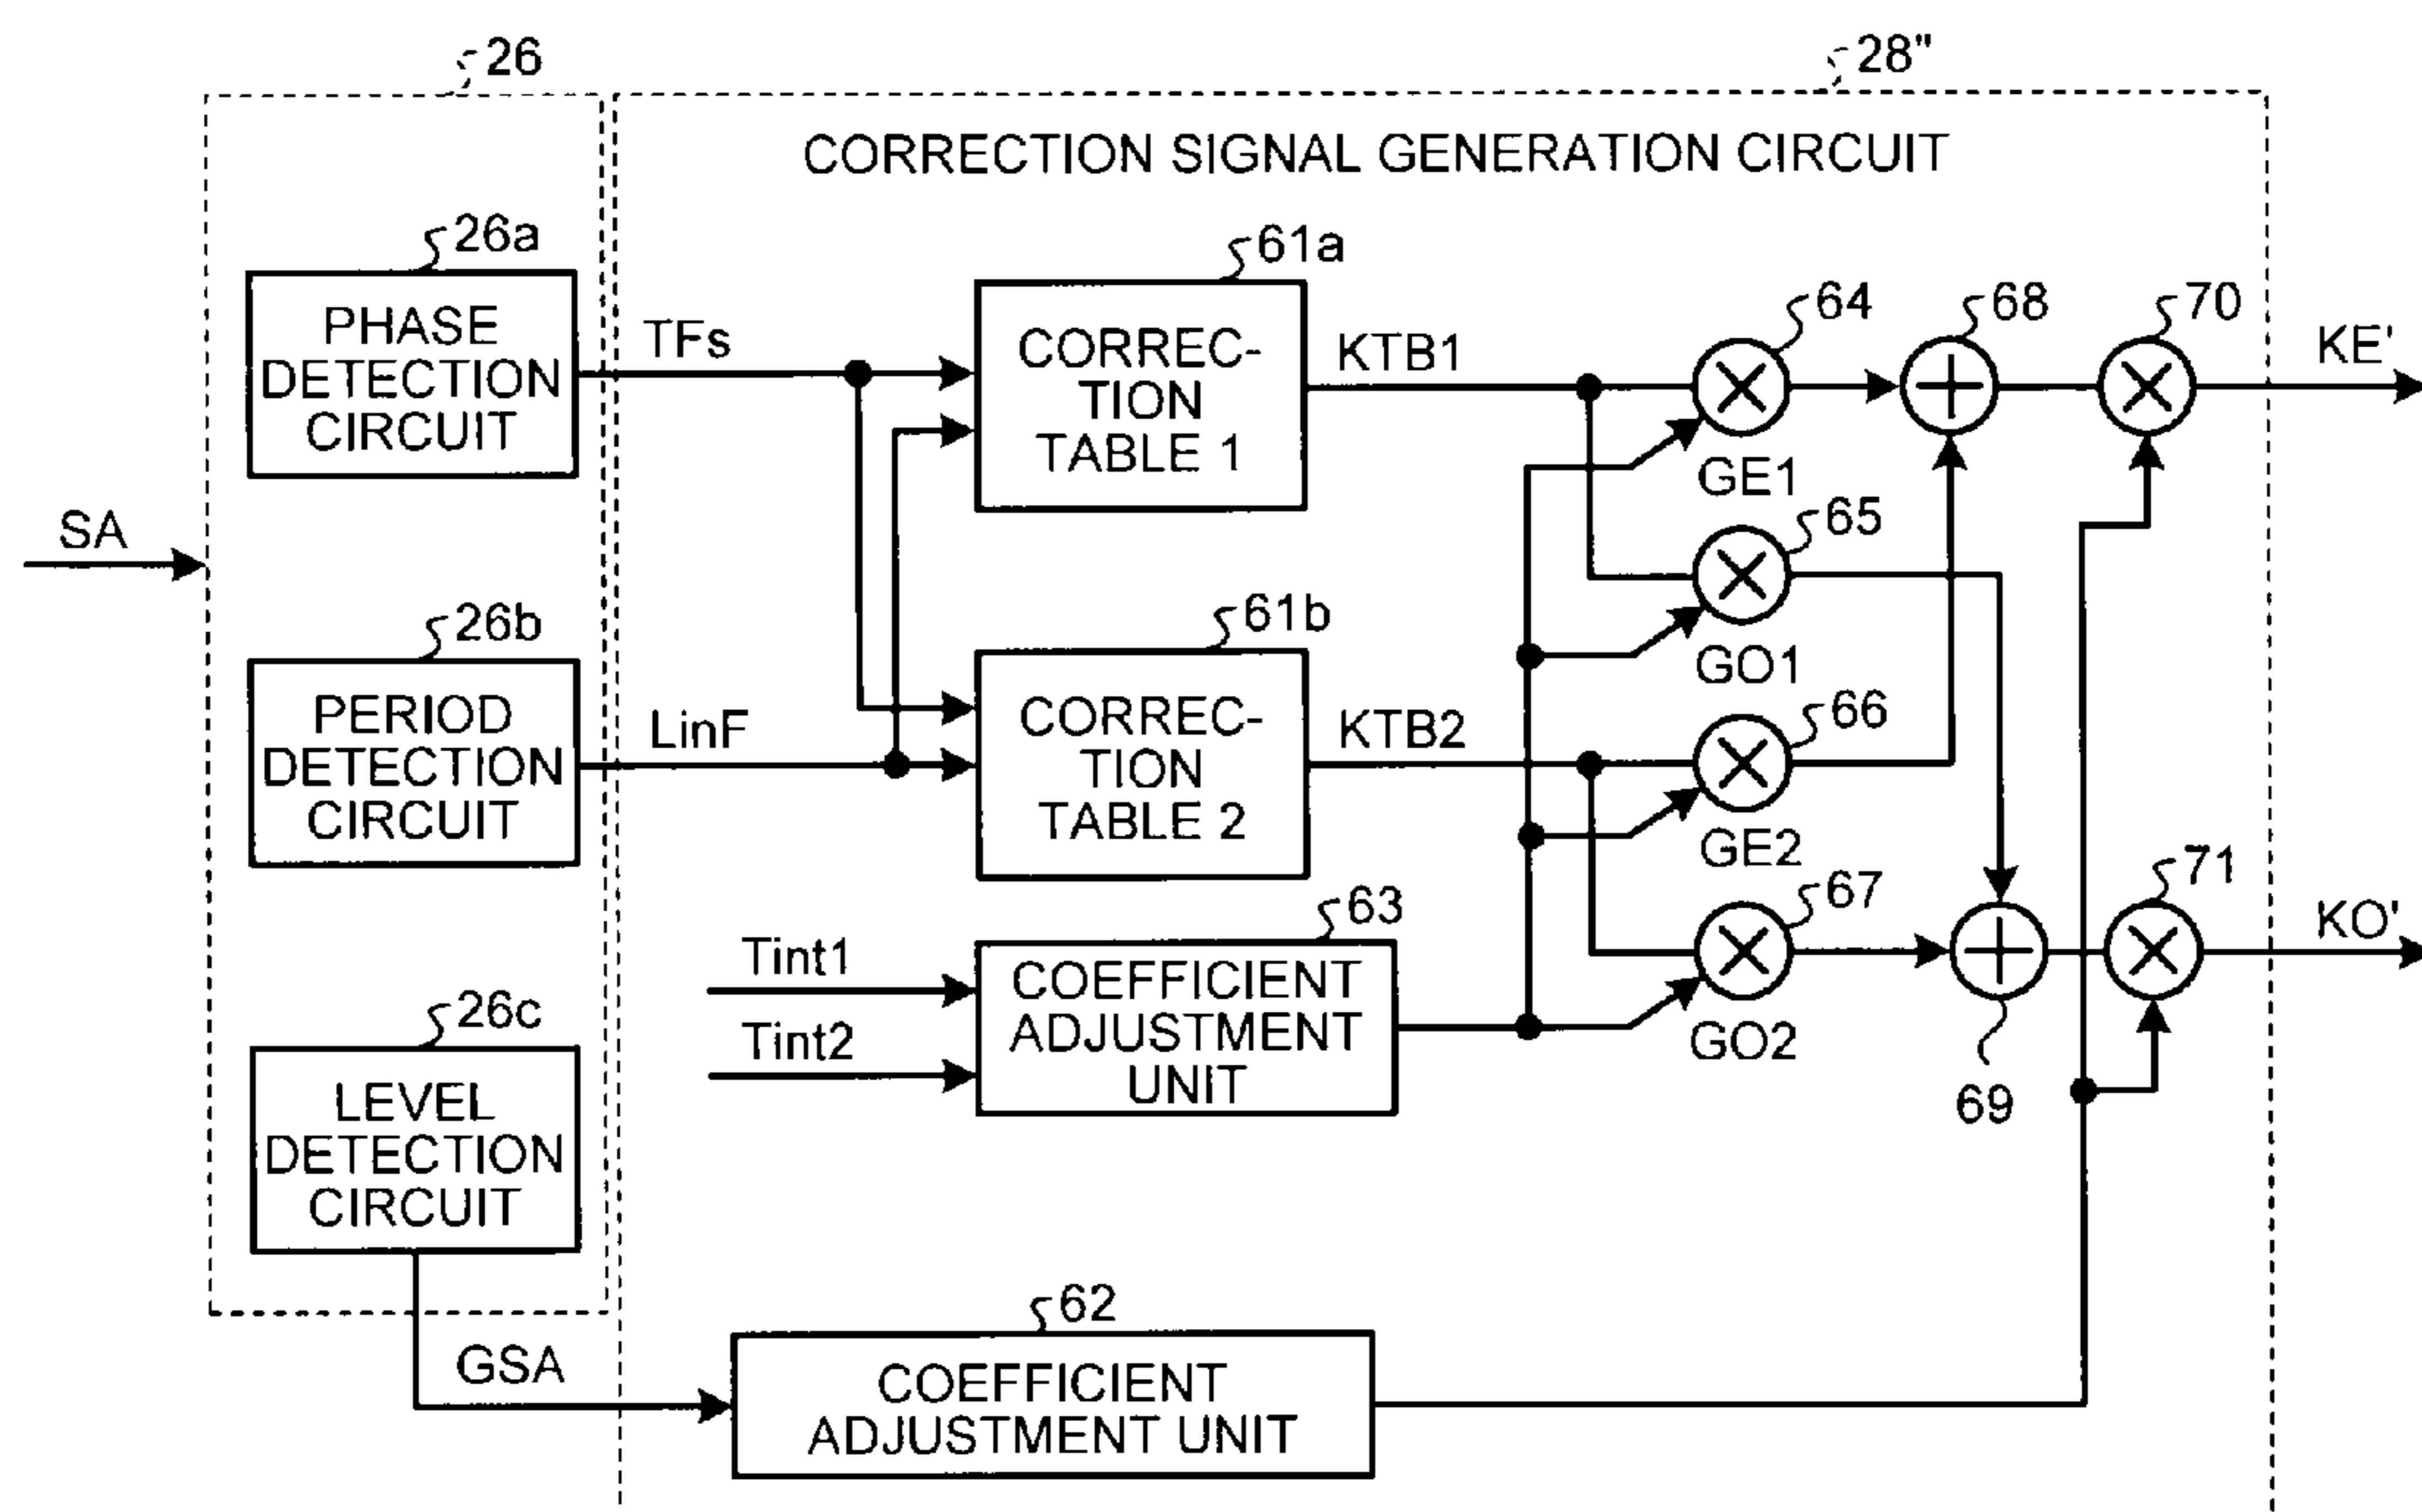 26
28"
CORRECTION SIGNAL GENERATION CIRCUIT
26a
PHASE
DETECTION
CIRCUIT
TFs
61a
CORREC-
TION
TABLE 1
KTB1
64
GE1
68
70
KE'
SA
65
GO1
26b
PERIOD
DETECTION
CIRCUIT
LinF
61b
CORREC-
TION
TABLE 2
KTB2
66
GE2
67
GO2
69
71
KO'
Tint1
Tint2
63
COEFFICIENT
ADJUSTMENT
UNIT
26c
LEVEL
DETECTION
CIRCUIT
GSA
62
COEFFICIENT
ADJUSTMENT UNIT